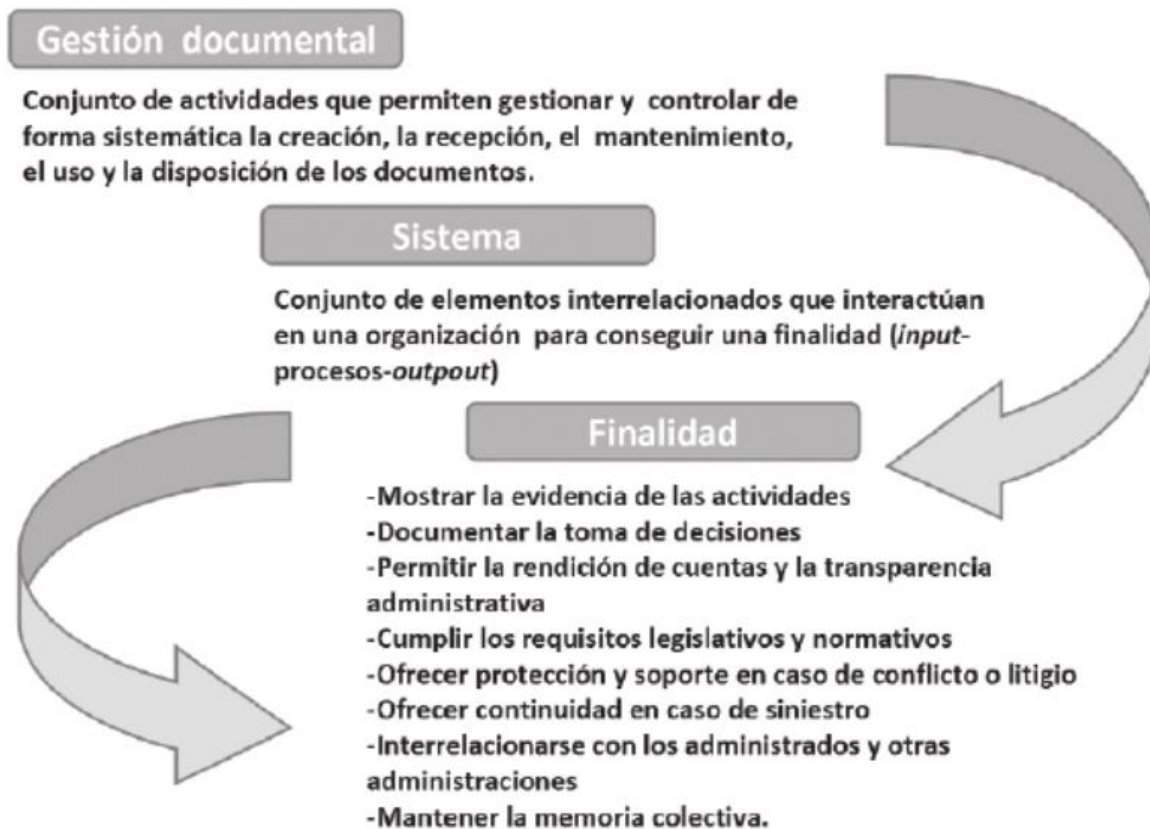 Gestión documental
Conjunto de actividades que permiten gestionar y controlar de
forma sistemática la creación, la recepción, el mantenimiento,
el uso y la disposición de los documentos.
Sistema
Conjunto de elementos interrelacionados que interactúan
en una organización para conseguir una finalidad (input-
procesos-outpout)
Finalidad
-Mostrar la evidencia de las actividades
-Documentar la toma de decisiones
-Permitir la rendición de cuentas y la transparencia
administrativa
-Cumplir los requisitos legislativos y normativos
-Ofrecer protección y soporte en caso de conflicto o litigio
-Ofrecer continuidad en caso de siniestro
-Interrelacionarse con los administrados y otras
administraciones
-Mantener la memoria colectiva.